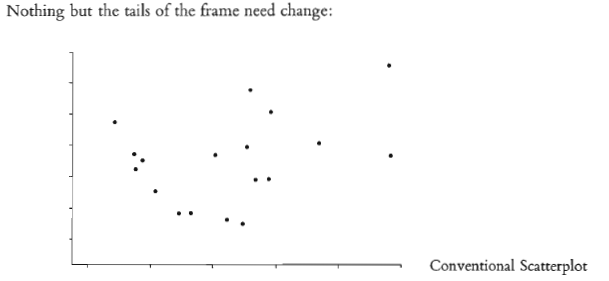 Nothing but the tails of the frame need change:
Conventional Scatterplot